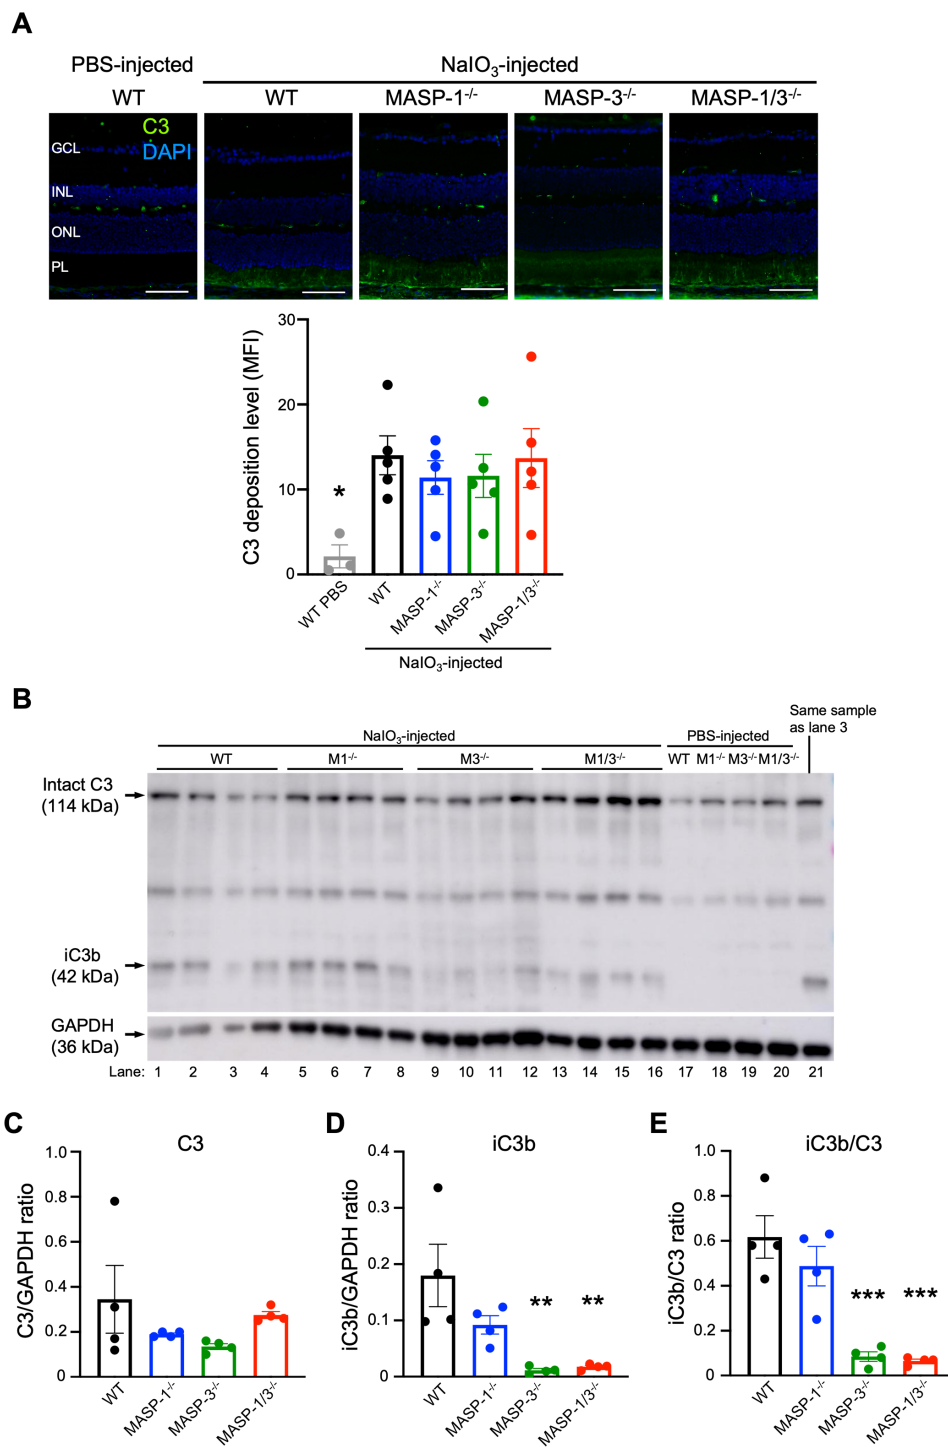 A
PBS-injected
NaIO₃-injected
WT
WT
MASP-1⁻/⁻
MASP-3⁻/⁻
MASP-1/3⁻/⁻
C3
DAPI
GCL
INL
ONL
PL
C3 deposition level (MFI)
30
20
10
0
*
WT PBS
WT
MASP-1⁻/⁻
MASP-3⁻/⁻
MASP-1/3⁻/⁻
NaIO₃-injected
B
Same sample
as lane 3
NaIO₃-injected
PBS-injected
WT
M1⁻/⁻
M3⁻/⁻
M1/3⁻/⁻
WT M1⁻/⁻ M3⁻/⁻ M1/3⁻/⁻
Intact C3
(114 kDa)
iC3b
(42 kDa)
GAPDH
(36 kDa)
Lane: 1 2 3 4 5 6 7 8 9 10 11 12 13 14 15 16 17 18 19 20 21
C
C3
C3/GAPDH ratio
1.0
0.8
0.6
0.4
0.2
0
WT
MASP-1⁻/⁻
MASP-3⁻/⁻
MASP-1/3⁻/⁻
D
iC3b
iC3b/GAPDH ratio
0.4
0.3
0.2
0.1
0
**
**
WT
MASP-1⁻/⁻
MASP-3⁻/⁻
MASP-1/3⁻/⁻
E
iC3b/C3
iC3b/C3 ratio
1.0
0.8
0.6
0.4
0.2
0
***
***
WT
MASP-1⁻/⁻
MASP-3⁻/⁻
MASP-1/3⁻/⁻